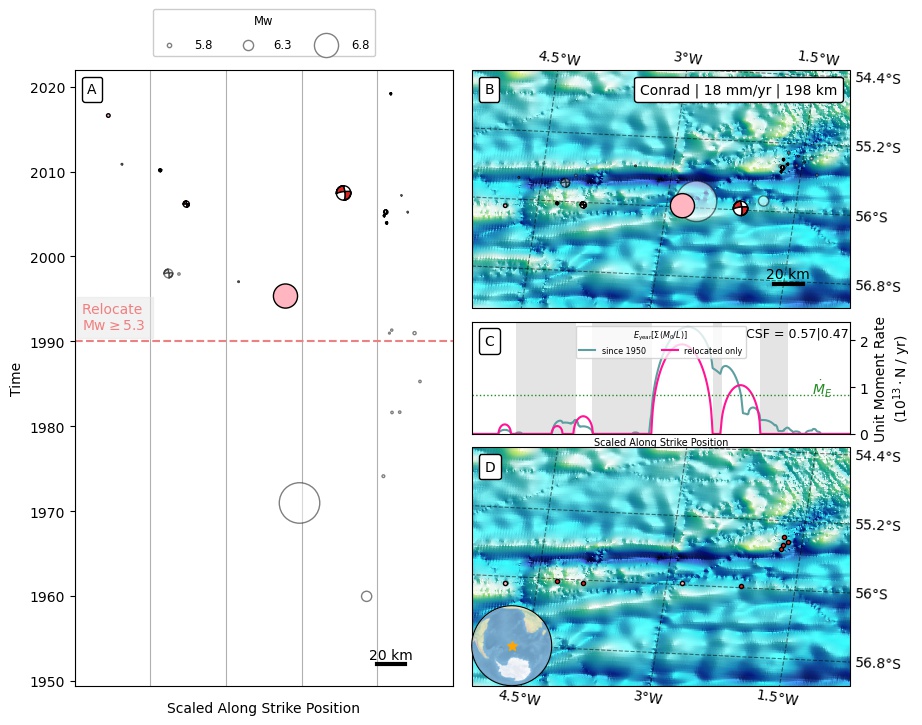 Mw
5.8 6.3 6.8
A
2020
2010
2000
1990
1980
1970
1960
1950
Time
Relocate
Mw ≥ 5.3
20 km
Scaled Along Strike Position
4.5°W 3°W 1.5°W
B
Conrad | 18 mm/yr | 198 km
54.4°S
55.2°S
56°S
56.8°S
20 km
C
E_year[Σ(M_o/L)]
since 1950 relocated only
CSF = 0.57|0.47
Ṁ_E
2
1
0
Unit Moment Rate
(10^13 · N / yr)
Scaled Along Strike Position
D
54.4°S
55.2°S
56°S
56.8°S
4.5°W 3°W 1.5°W